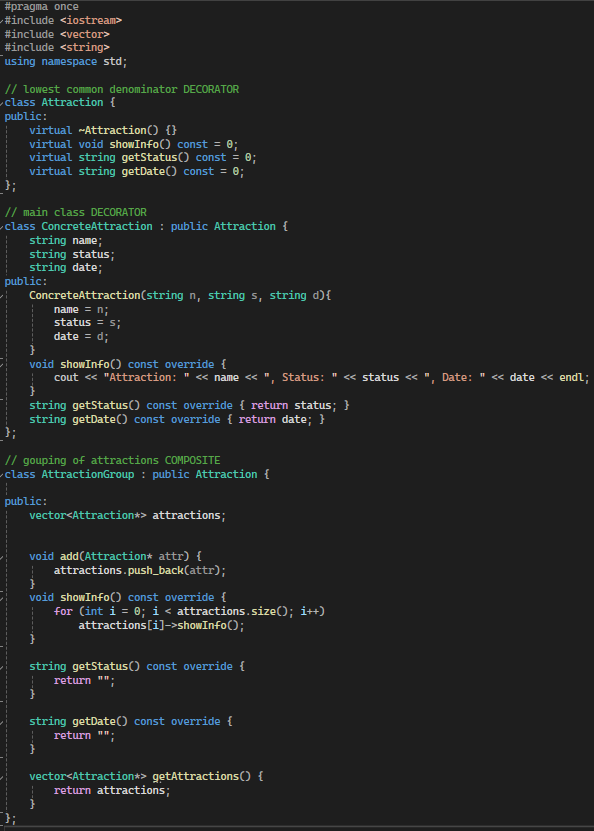 #pragma once
#include <iostream>
#include <vector>
#include <string>
using namespace std;

// lowest common denominator DECORATOR
class Attraction {
public:
    virtual ~Attraction() {}
    virtual void showInfo() const = 0;
    virtual string getStatus() const = 0;
    virtual string getDate() const = 0;
};

// main class DECORATOR
class ConcreteAttraction : public Attraction {
    string name;
    string status;
    string date;
public:
    ConcreteAttraction(string n, string s, string d){
        name = n;
        status = s;
        date = d;
    }
    void showInfo() const override {
        cout << "Attraction: " << name << ", Status: " << status << ", Date: " << date << endl;
    }
    string getStatus() const override { return status; }
    string getDate() const override { return date; }
};

// gouping of attractions COMPOSITE
class AttractionGroup : public Attraction {

public:
    vector<Attraction*> attractions;


    void add(Attraction* attr) {
        attractions.push_back(attr);
    }
    void showInfo() const override {
        for (int i = 0; i < attractions.size(); i++)
            attractions[i]->showInfo();
    }

    string getStatus() const override {
        return "";
    }

    string getDate() const override {
        return "";
    }

    vector<Attraction*> getAttractions() {
        return attractions;
    }
};